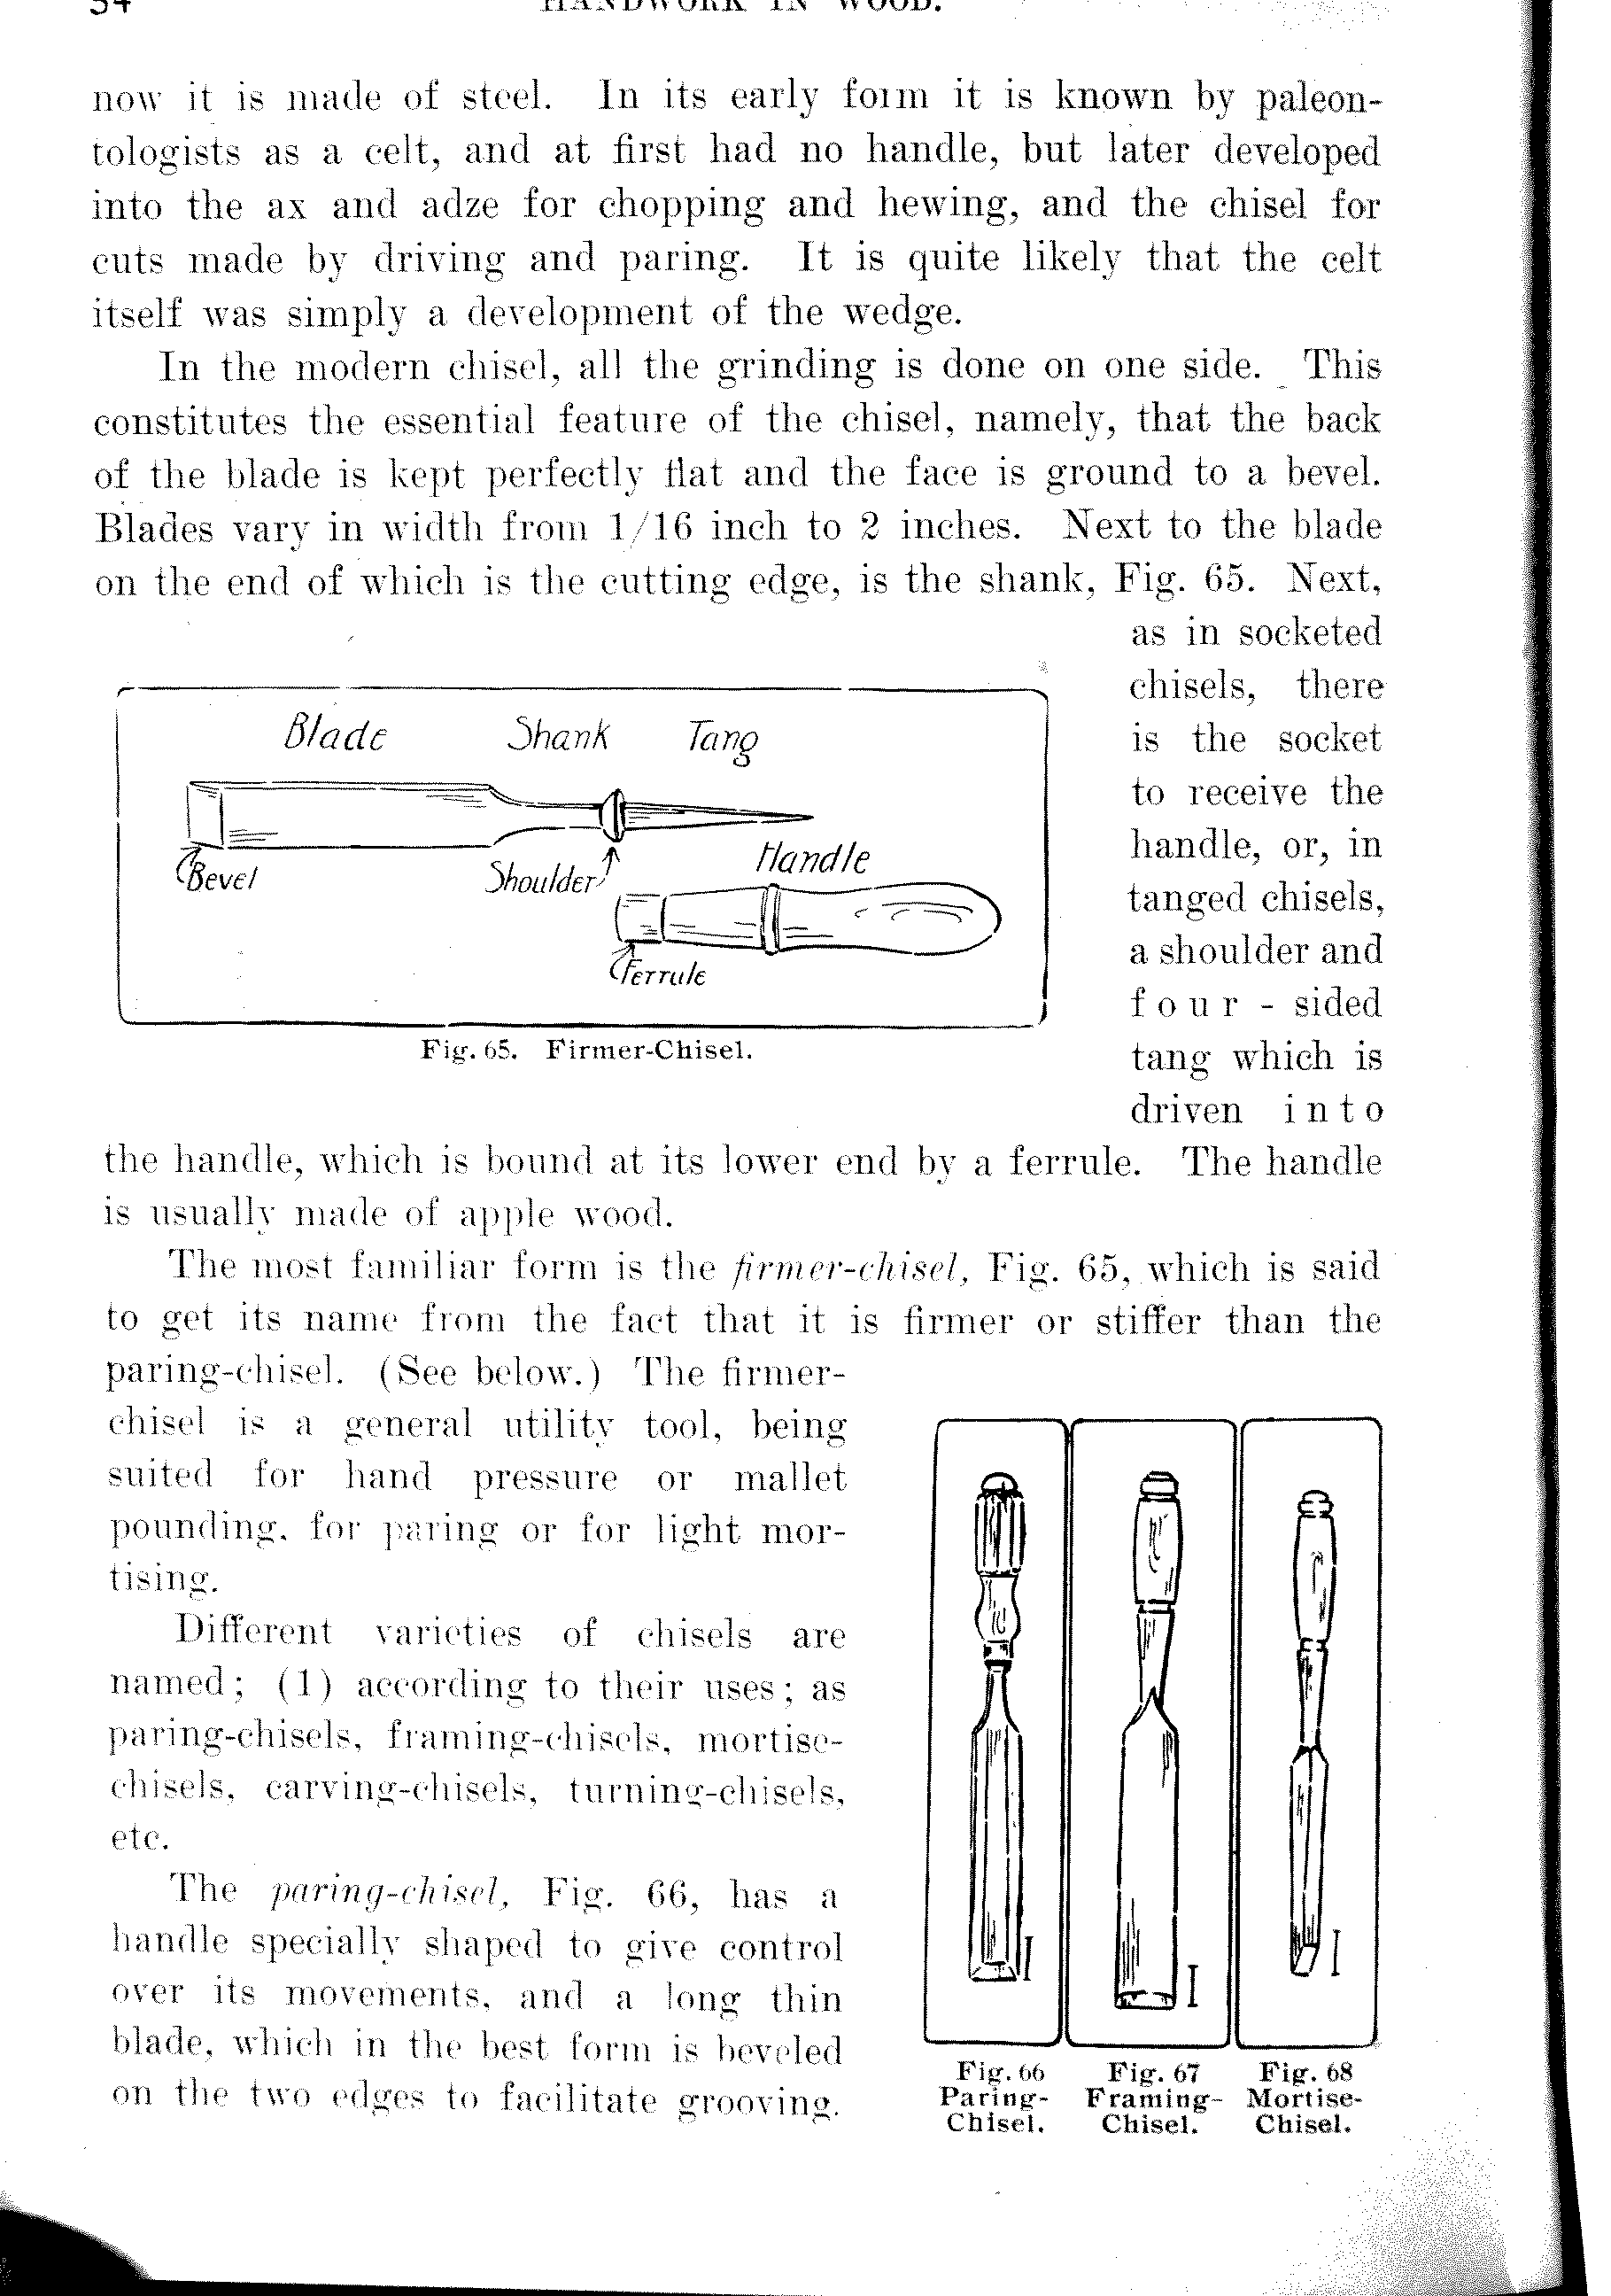 54
HANDWORK IN WOOD.
now it is made of steel. In its early form it is known by paleon-
tologists as a celt, and at first had no handle, but later developed
into the ax and adze for chopping and hewing, and the chisel for
cuts made by driving and paring. It is quite likely that the celt
itself was simply a development of the wedge.
In the modern chisel, all the grinding is done on one side. This
constitutes the essential feature of the chisel, namely, that the back
of the blade is kept perfectly flat and the face is ground to a bevel.
Blades vary in width from 1/16 inch to 2 inches. Next to the blade
on the end of which is the cutting edge, is the shank, Fig. 65. Next,
as in socketed
chisels, there
is the socket
to receive the
handle, or, in
tanged chisels,
a shoulder and
four-sided
tang which is
driven into
Blade Shank Tang
Bevel Shoulder Handle
Ferrule
Fig. 65. Firmer-Chisel.
the handle, which is bound at its lower end by a ferrule. The handle
is usually made of apple wood.
The most familiar form is the firmer-chisel, Fig. 65, which is said
to get its name from the fact that it is firmer or stiffer than the
paring-chisel. (See below.) The firmer-
chisel is a general utility tool, being
suited for hand pressure or mallet
pounding, for paring or for light mor-
tising.
Different varieties of chisels are
named; (1) according to their uses; as
paring-chisels, framing-chisels, mortise-
chisels, carving-chisels, turning-chisels,
etc.
The paring-chisel, Fig. 66, has a
handle specially shaped to give control
over its movements, and a long thin
blade, which in the best form is beveled
on the two edges to facilitate grooving.
Fig. 66
Paring-
Chisel.
Fig. 67
Framing-
Chisel.
Fig. 68
Mortise-
Chisel.